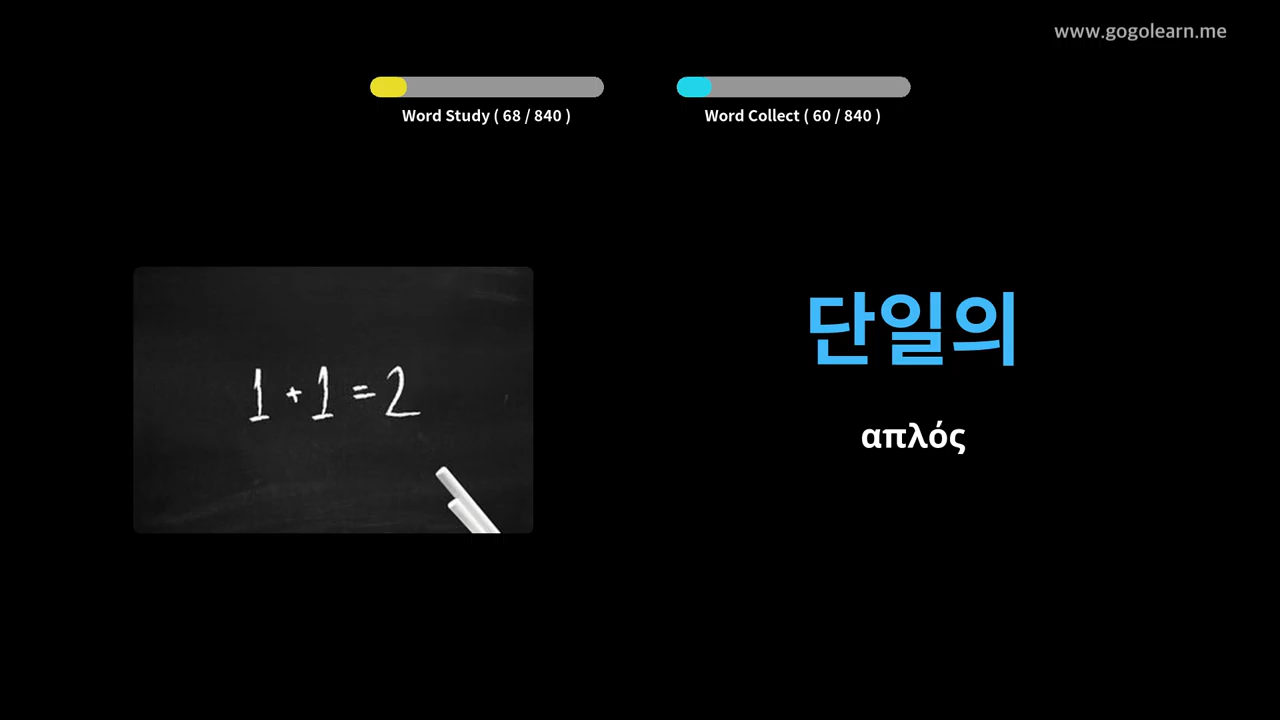 www.gogolearn.me
Word Study ( 68 / 840 )
Word Collect ( 60 / 840 )
1 + 1 = 2
단일의
απλός